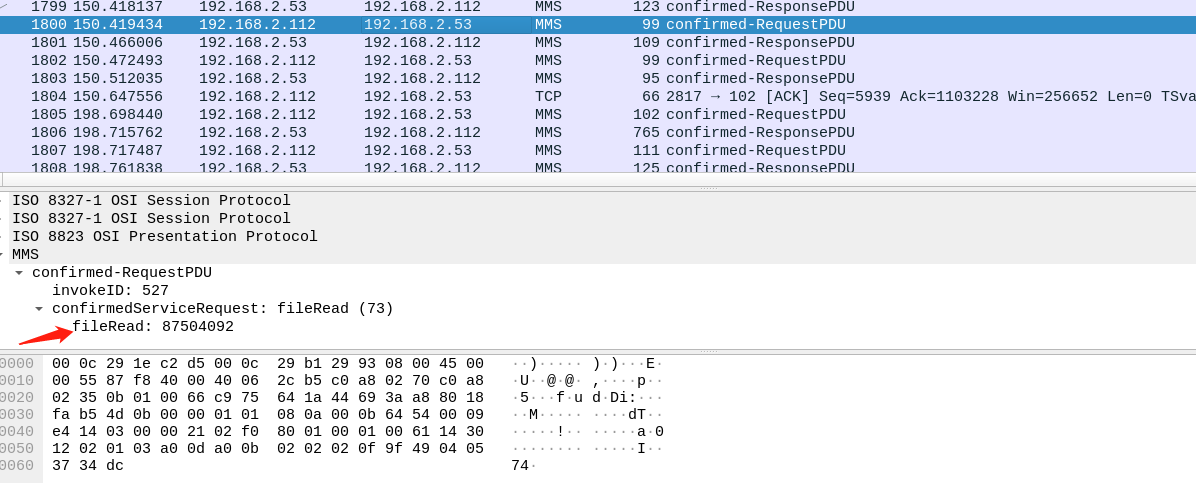 1799 150.418137 192.168.2.53 192.168.2.112 MMS 123 confirmed-ResponsePDU
1800 150.419434 192.168.2.112 192.168.2.53 MMS 99 confirmed-RequestPDU
1801 150.466006 192.168.2.53 192.168.2.112 MMS 109 confirmed-ResponsePDU
1802 150.472493 192.168.2.112 192.168.2.53 MMS 99 confirmed-RequestPDU
1803 150.512035 192.168.2.53 192.168.2.112 MMS 95 confirmed-ResponsePDU
1804 150.647556 192.168.2.112 192.168.2.53 TCP 66 2817 → 102 [ACK] Seq=5939 Ack=1103228 Win=256652 Len=0 TSva
1805 198.698440 192.168.2.112 192.168.2.53 MMS 102 confirmed-RequestPDU
1806 198.715762 192.168.2.53 192.168.2.112 MMS 765 confirmed-ResponsePDU
1807 198.717487 192.168.2.112 192.168.2.53 MMS 111 confirmed-RequestPDU
1808 198.761838 192.168.2.53 192.168.2.112 MMS 125 confirmed-ResponsePDU
ISO 8327-1 OSI Session Protocol
ISO 8327-1 OSI Session Protocol
ISO 8823 OSI Presentation Protocol
MMS
confirmed-RequestPDU
invokeID: 527
confirmedServiceRequest: fileRead (73)
fileRead: 87504092
0000 00 0c 29 1e c2 d5 00 0c 29 b1 29 93 08 00 45 00 ··)····· )·)···E·
0010 00 55 87 f8 40 00 40 06 2c b5 c0 a8 02 70 c0 a8 ·U··@·@· ,····p··
0020 02 35 0b 01 00 66 c9 75 64 1a 44 69 3a a8 80 18 ·5···f·u d·Di:···
0030 fa b5 4d 0b 00 00 01 01 08 0a 00 0b 64 54 00 09 ··M····· ····dT··
0040 e4 14 03 00 00 21 02 f0 80 01 00 01 00 61 14 30 ·····!·· ·····a·0
0050 12 02 01 03 a0 0d a0 0b 02 02 02 0f 9f 49 04 05 ········ ·····I··
0060 37 34 dc 74·